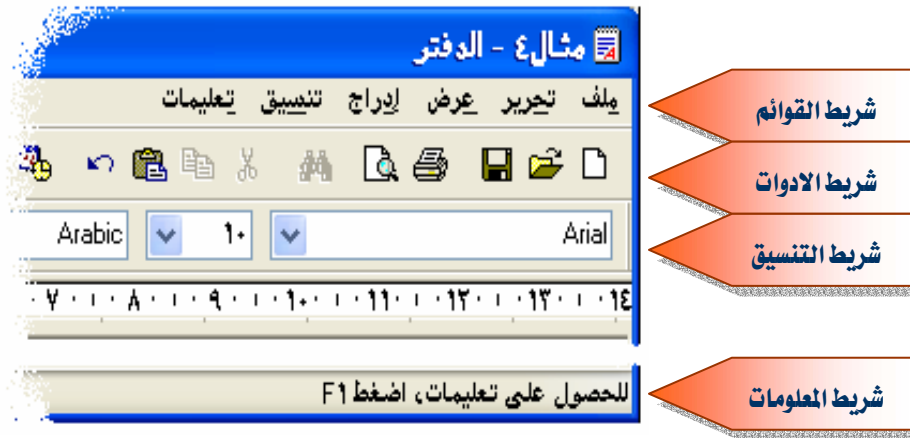 مثال٤ - الدفتر
ملف تحرير عرض إدراج تنسيق تعليمات
شريط القوائم
شريط الادوات
Arial ١٠ Arabic
شريط التنسيق
١٤ ١٣ ١٢ ١١ ١٠ ٩ ٨ ٧
للحصول على تعليمات، اضغط F١
شريط المعلومات